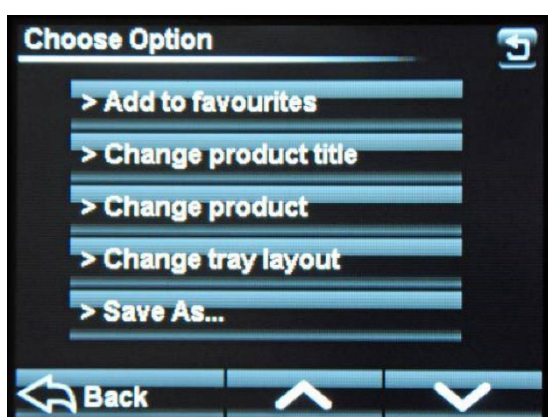 Choose Option
> Add to favourites
> Change product title
> Change product
> Change tray layout
> Save As...
Back